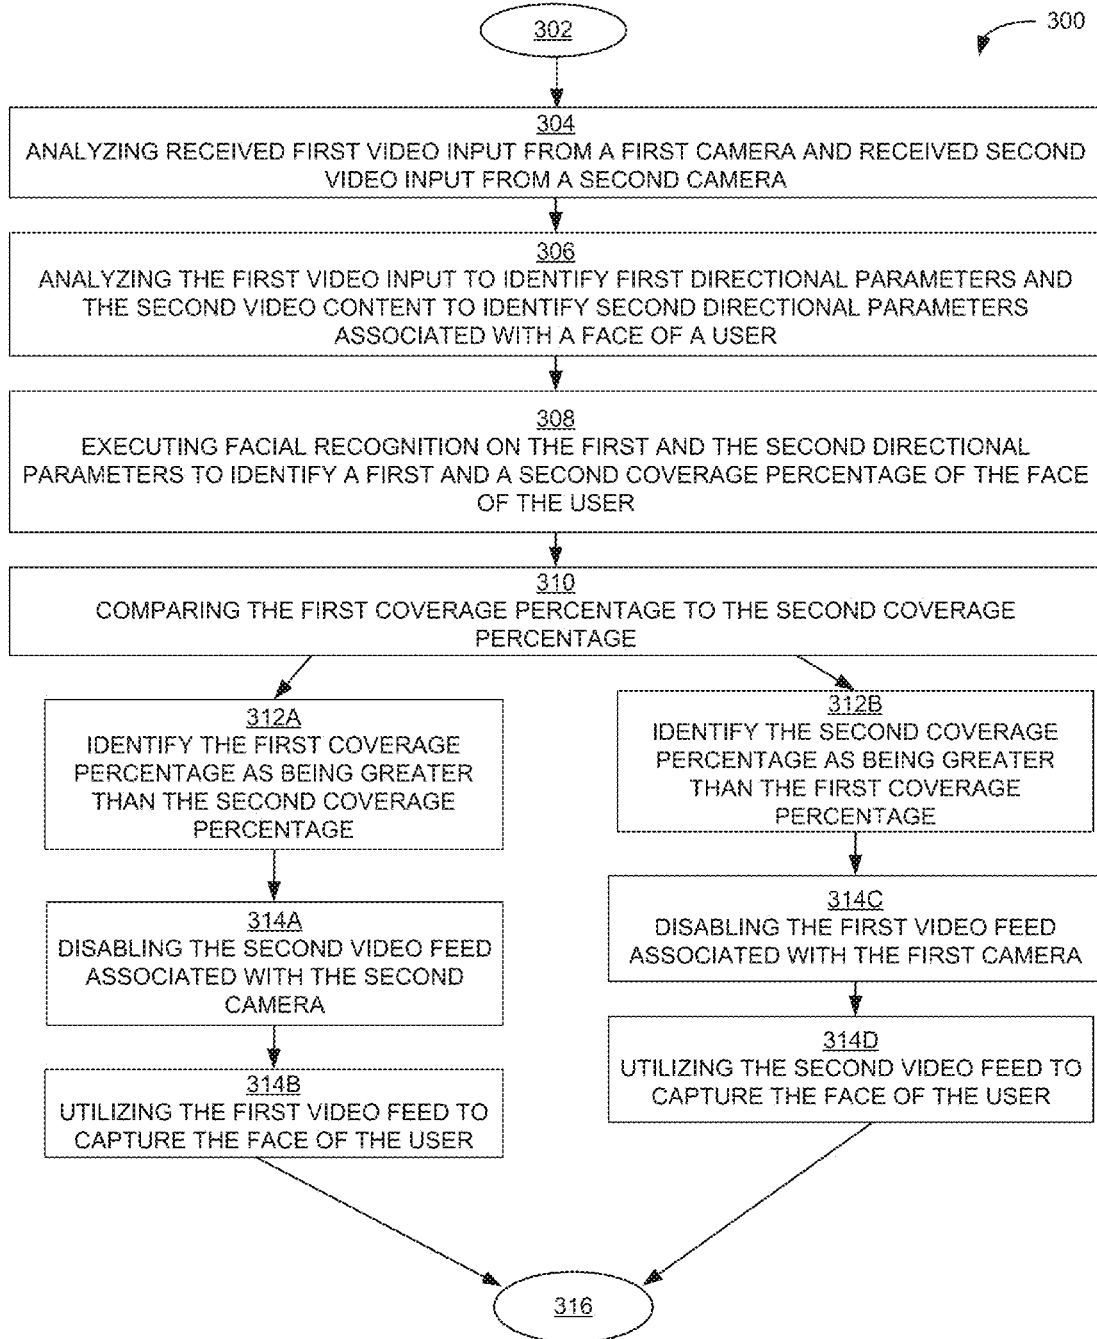 302
300
304
ANALYZING RECEIVED FIRST VIDEO INPUT FROM A FIRST CAMERA AND RECEIVED SECOND
VIDEO INPUT FROM A SECOND CAMERA
306
ANALYZING THE FIRST VIDEO INPUT TO IDENTIFY FIRST DIRECTIONAL PARAMETERS AND
THE SECOND VIDEO CONTENT TO IDENTIFY SECOND DIRECTIONAL PARAMETERS
ASSOCIATED WITH A FACE OF A USER
308
EXECUTING FACIAL RECOGNITION ON THE FIRST AND THE SECOND DIRECTIONAL
PARAMETERS TO IDENTIFY A FIRST AND A SECOND COVERAGE PERCENTAGE OF THE FACE
OF THE USER
310
COMPARING THE FIRST COVERAGE PERCENTAGE TO THE SECOND COVERAGE
PERCENTAGE
312A
IDENTIFY THE FIRST COVERAGE
PERCENTAGE AS BEING GREATER
THAN THE SECOND COVERAGE
PERCENTAGE
312B
IDENTIFY THE SECOND COVERAGE
PERCENTAGE AS BEING GREATER
THAN THE FIRST COVERAGE
PERCENTAGE
314A
DISABLING THE SECOND VIDEO FEED
ASSOCIATED WITH THE SECOND
CAMERA
314C
DISABLING THE FIRST VIDEO FEED
ASSOCIATED WITH THE FIRST CAMERA
314B
UTILIZING THE FIRST VIDEO FEED TO
CAPTURE THE FACE OF THE USER
314D
UTILIZING THE SECOND VIDEO FEED TO
CAPTURE THE FACE OF THE USER
316